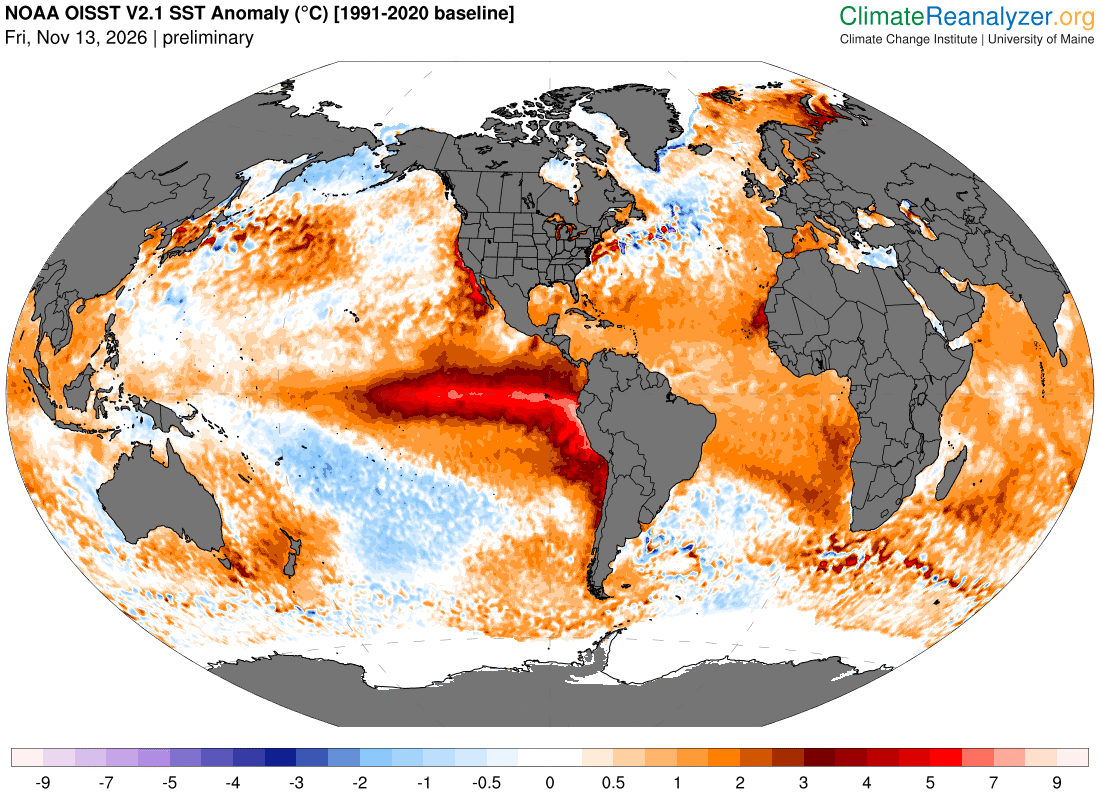 NOAA OISST V2.1 SST Anomaly (°C) [1991-2020 baseline]
Fri, Nov 13, 2026 | preliminary
ClimateReanalyzer.org
Climate Change Institute | University of Maine
-9 -7 -5 -4 -3 -2 -1 -0.5 0 0.5 1 2 3 4 5 7 9